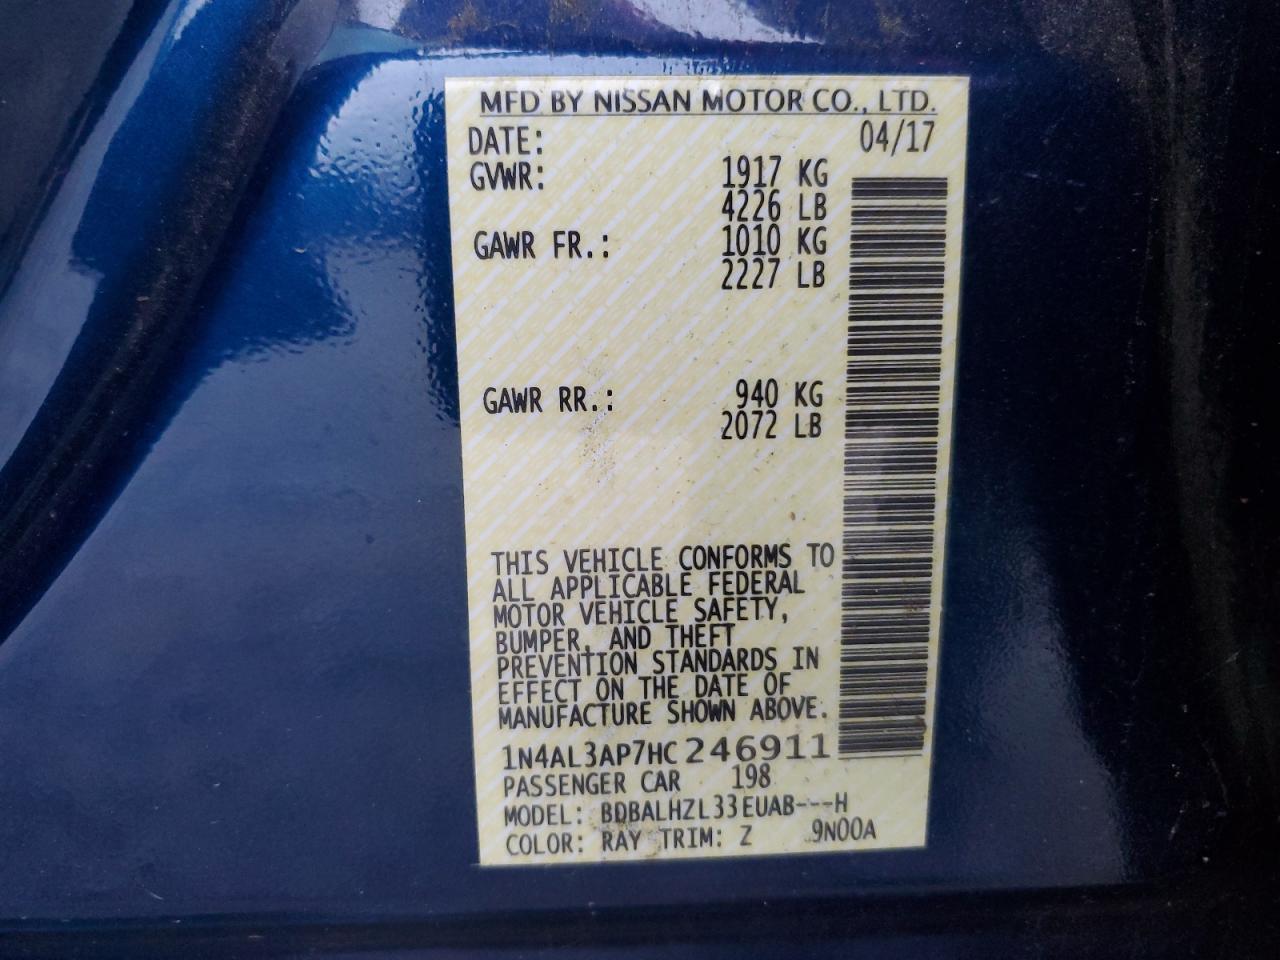 MFD BY NISSAN MOTOR CO., LTD.
DATE: 04/17
GVWR: 1917 KG
4226 LB
GAWR FR.: 1010 KG
2227 LB
GAWR RR.: 940 KG
2072 LB
THIS VEHICLE CONFORMS TO
ALL APPLICABLE FEDERAL
MOTOR VEHICLE SAFETY,
BUMPER, AND THEFT
PREVENTION STANDARDS IN
EFFECT ON THE DATE OF
MANUFACTURE SHOWN ABOVE.
1N4AL3AP7HC246911
PASSENGER CAR 198
MODEL: BDBALHZL33EUAB---H
COLOR: RAY TRIM: Z 9N00A